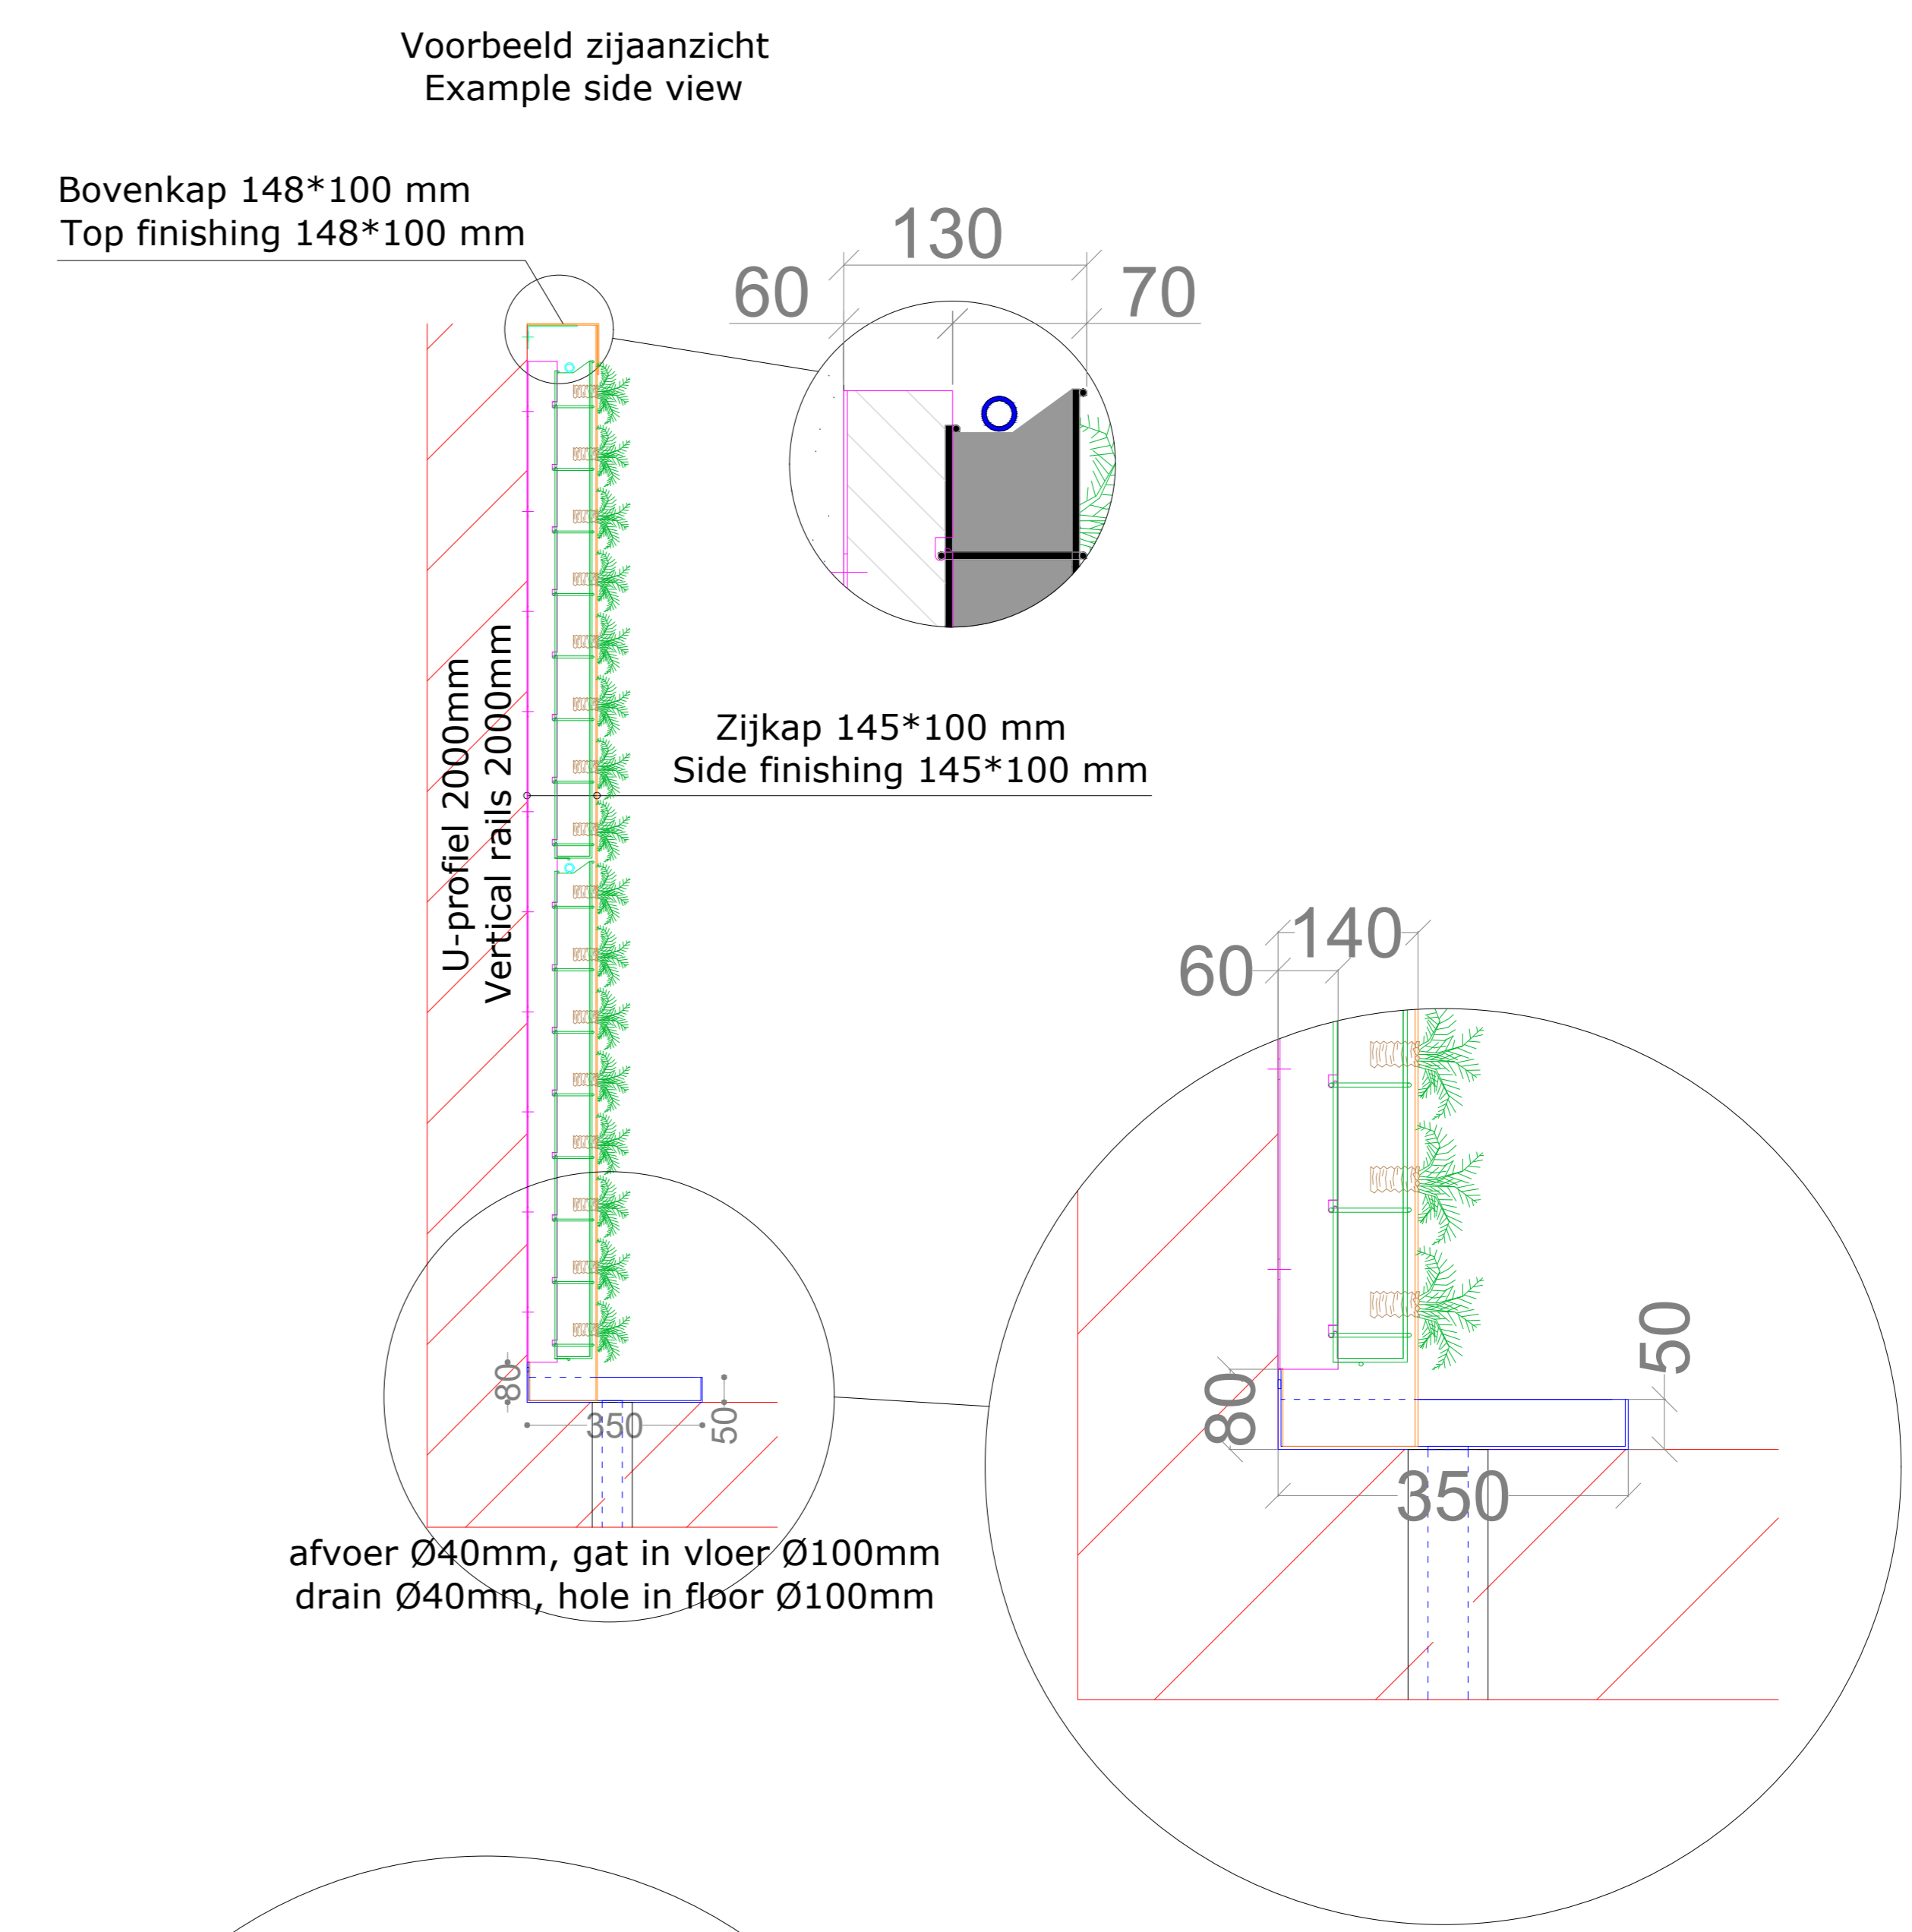 Voorbeeld zijaanzicht
Example side view
Bovenkap 148*100 mm
Top finishing 148*100 mm
130
60
70
U-profiel 2000mm
Vertical rails 2000mm
Zijkap 145*100 mm
Side finishing 145*100 mm
140
60
50
80
350
80
350
50
afvoer Ø40mm, gat in vloer Ø100mm
drain Ø40mm, hole in floor Ø100mm